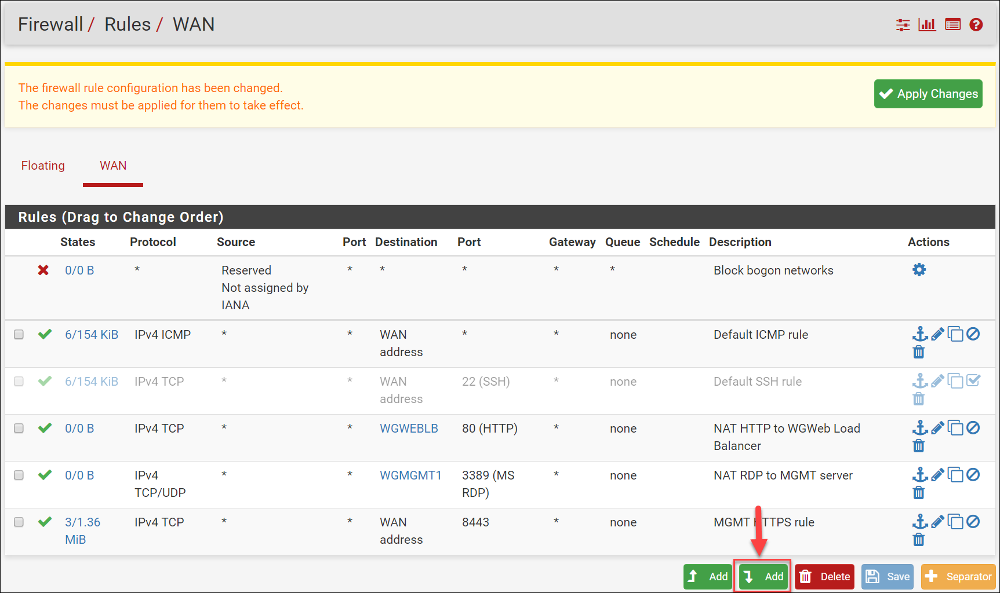 Firewall / Rules / WAN
The firewall rule configuration has been changed.
The changes must be applied for them to take effect.
Apply Changes
Floating WAN
Rules (Drag to Change Order)
States Protocol Source Port Destination Port Gateway Queue Schedule Description Actions
0/0 B * Reserved * * * * * Block bogon networks
Not assigned by
IANA
6/154 KiB IPv4 ICMP * * WAN * * none Default ICMP rule
address
6/154 KiB IPv4 TCP * * WAN 22 (SSH) * none Default SSH rule
address
0/0 B IPv4 TCP * * WGWEBLB 80 (HTTP) * none NAT HTTP to WGWeb Load
Balancer
0/0 B IPv4 * * WGMGMT1 3389 (MS * none NAT RDP to MGMT server
TCP/UDP RDP)
3/1.36 IPv4 TCP * * WAN 8443 * none MGMT HTTPS rule
MiB address
Add Add Delete Save Separator